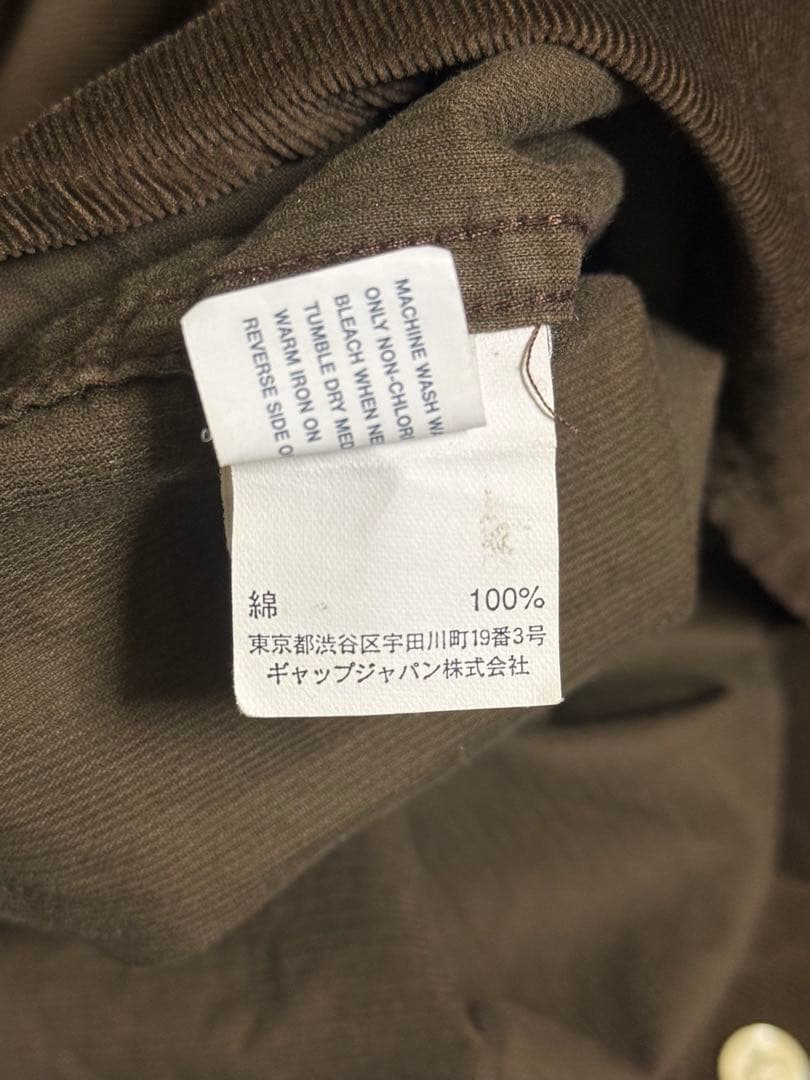 MACHINE WASH
ONLY NON-CHLOR
BLEACH WHEN NE
TUMBLE DRY MED
WARM IRON ON
REVERSE SIDE O
綿 100%
東京都渋谷区宇田川町19番3号
ギャップジャパン株式会社